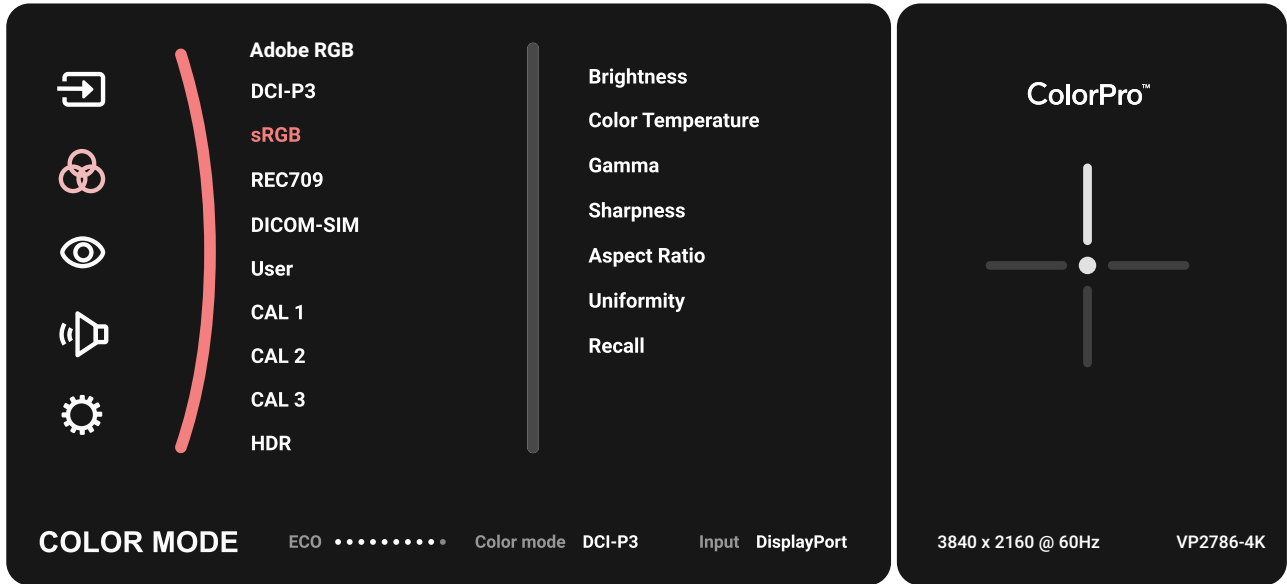 Adobe RGB
DCI-P3
sRGB
REC709
DICOM-SIM
User
CAL 1
CAL 2
CAL 3
HDR
Brightness
Color Temperature
Gamma
Sharpness
Aspect Ratio
Uniformity
Recall
COLOR MODE
ECO
Color mode DCI-P3
Input DisplayPort
ColorPro™
3840 x 2160 @ 60Hz
VP2786-4K